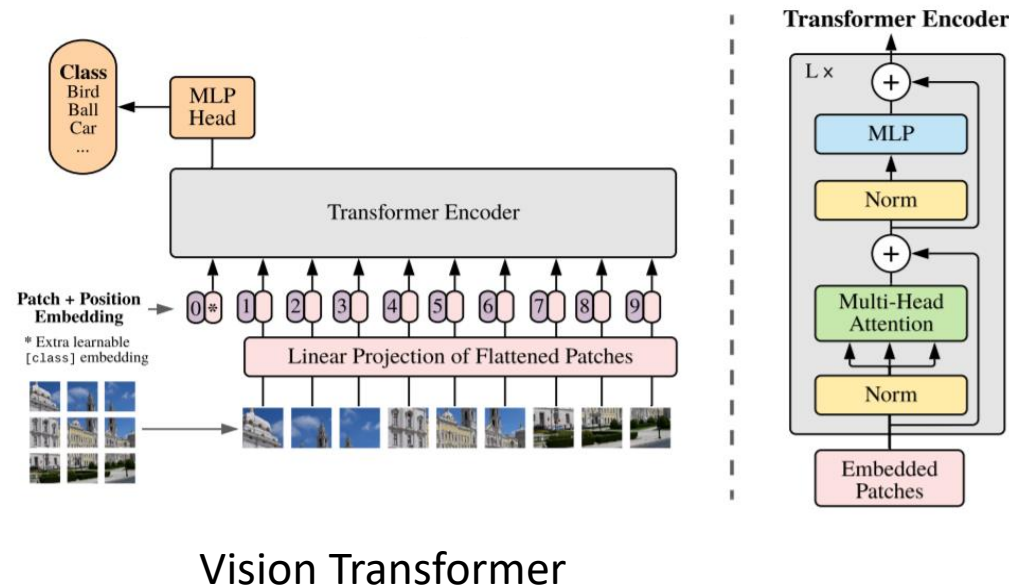 Class
Bird
Ball
Car
...
MLP
Head
Transformer Encoder
Patch + Position
Embedding
* Extra learnable
[class] embedding
0 * 1 2 3 4 5 6 7 8 9
Linear Projection of Flattened Patches
Transformer Encoder
L x
+
MLP
Norm
+
Multi-Head
Attention
Norm
Embedded
Patches
Vision Transformer